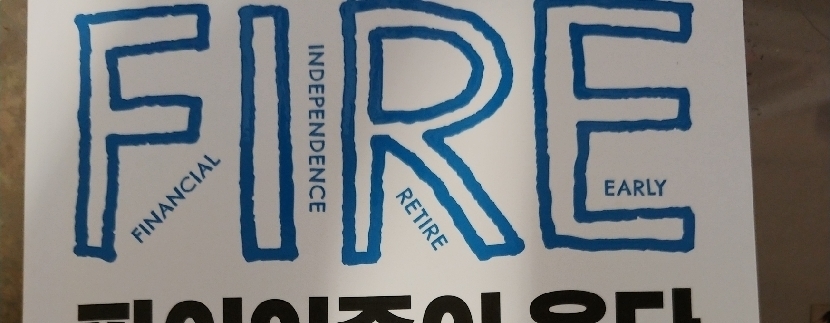 FIRE
FINANCIAL
INDEPENDENCE
RETIRE
EARLY